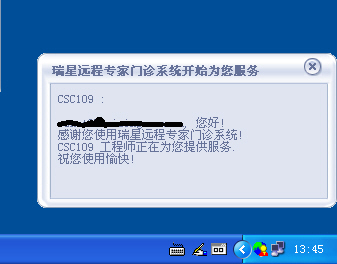 瑞星远程专家门诊系统开始为您服务
CSC109 :
, 您好!
感谢您使用瑞星远程专家门诊系统!
CSC109 工程师正在为您提供服务.
祝您使用愉快!
13:45